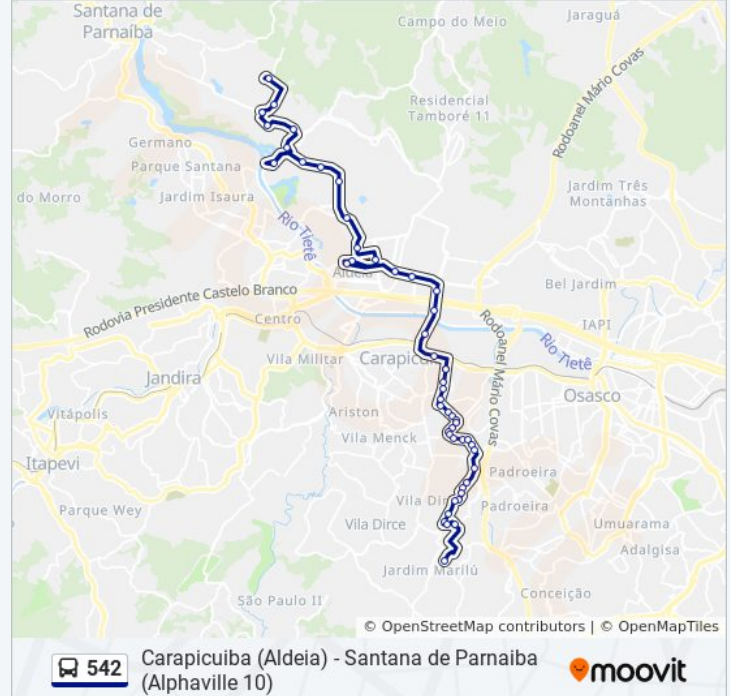 Santana de
Parnaíba
Campo do Meio
Jaraguá
Rodoanel Mário Covas
Residencial
Tamboré 11
Germano
Parque Santana
do Morro
Jardim Isaura
Jardim Três
Montanhas
Rio Tietê
Aldeia
Bel Jardim
Rodovia Presidente Castelo Branco
Centro
IAPI
Rodoanel Mário Covas
Rio Tietê
Vila Militar
Carapicu
Jandira
Osasco
Vitápolis
Ariston
Vila Menck
Itapevi
Padroeira
Parque Wey
Vila Dir
Padroeira
Vila Dirce
Umuarama
Adalgisa
Jardim Marilú
Conceição
São Paulo II
© OpenStreetMap contributors | © OpenMapTiles
542
Carapicuiba (Aldeia) - Santana de Parnaiba
(Alphaville 10)
moovit